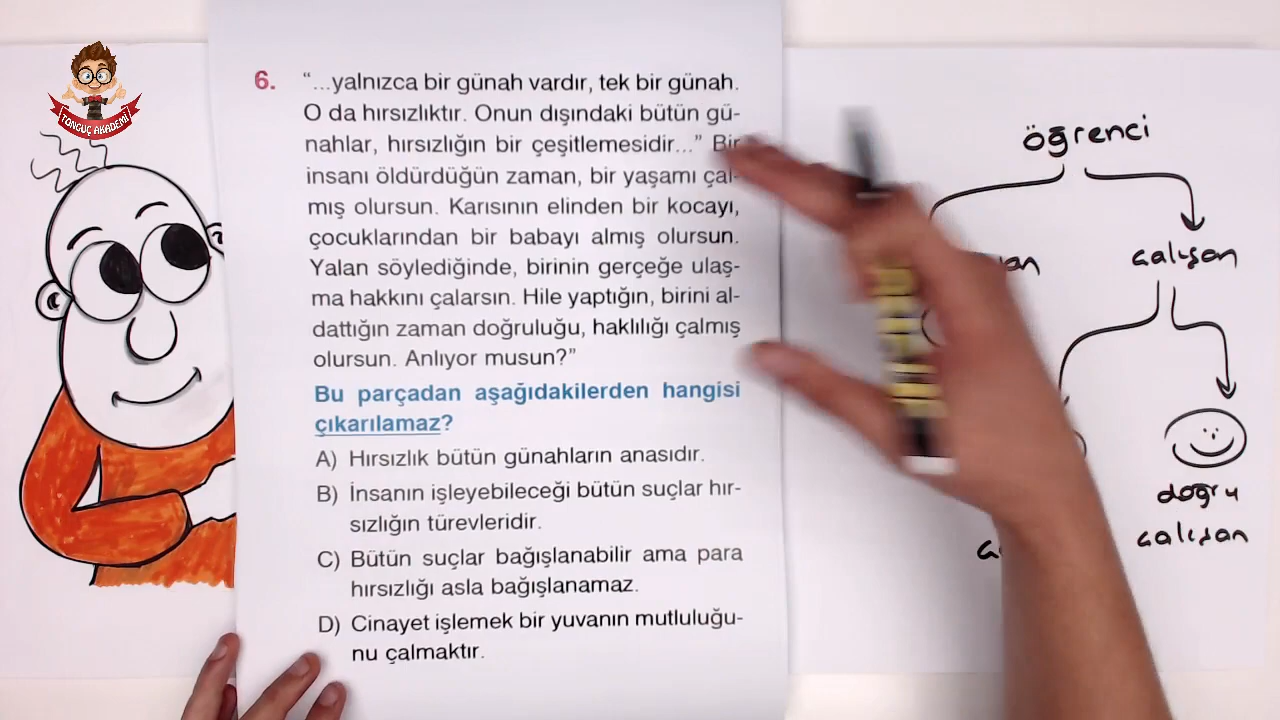 TONGUÇ AKADEMİ
6. "...yalnızca bir günah vardır, tek bir günah.
O da hırsızlıktır. Onun dışındaki bütün gü-
nahlar, hırsızlığın bir çeşitlemesidir..." Bir
insanı öldürdüğün zaman, bir yaşamı çal-
mış olursun. Karısının elinden bir kocayı,
çocuklarından bir babayı almış olursun.
Yalan söylediğinde, birinin gerçeğe ulaş-
ma hakkını çalarsın. Hile yaptığın, birini al-
dattığın zaman doğruluğu, haklılığı çalmış
olursun. Anlıyor musun?"
Bu parçadan aşağıdakilerden hangisi
çıkarılamaz?
A) Hırsızlık bütün günahların anasıdır.
B) İnsanın işleyebileceği bütün suçlar hır-
sızlığın türevleridir.
C) Bütün suçlar bağışlanabilir ama para
hırsızlığı asla bağışlanamaz.
D) Cinayet işlemek bir yuvanın mutluluğu-
nu çalmaktır.
öğrenci
çalışan
doğru
çalışan